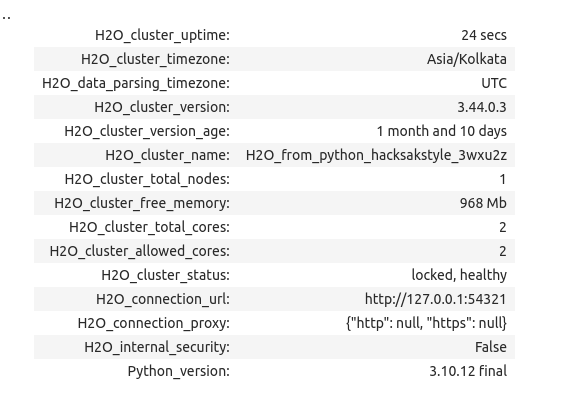 ..
H2O_cluster_uptime: 24 secs
H2O_cluster_timezone: Asia/Kolkata
H2O_data_parsing_timezone: UTC
H2O_cluster_version: 3.44.0.3
H2O_cluster_version_age: 1 month and 10 days
H2O_cluster_name: H2O_from_python_hacksakstyle_3wxu2z
H2O_cluster_total_nodes: 1
H2O_cluster_free_memory: 968 Mb
H2O_cluster_total_cores: 2
H2O_cluster_allowed_cores: 2
H2O_cluster_status: locked, healthy
H2O_connection_url: http://127.0.0.1:54321
H2O_connection_proxy: {"http": null, "https": null}
H2O_internal_security: False
Python_version: 3.10.12 final